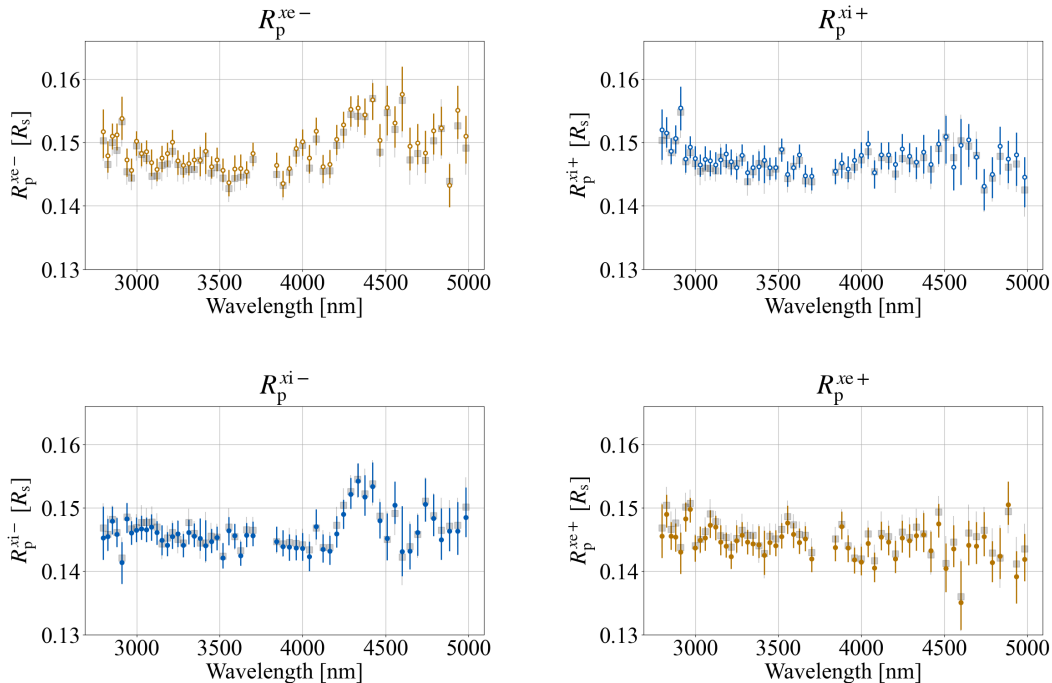 R_p^{xe−}
R_p^{xi+}
R_p^{xe−} [R_s]
0.16
0.15
0.14
0.13
3000 3500 4000 4500 5000
Wavelength [nm]
R_p^{xi+} [R_s]
0.16
0.15
0.14
0.13
3000 3500 4000 4500 5000
Wavelength [nm]
R_p^{xi−}
R_p^{xe+}
R_p^{xi−} [R_s]
0.16
0.15
0.14
0.13
3000 3500 4000 4500 5000
Wavelength [nm]
R_p^{xe+} [R_s]
0.16
0.15
0.14
0.13
3000 3500 4000 4500 5000
Wavelength [nm]